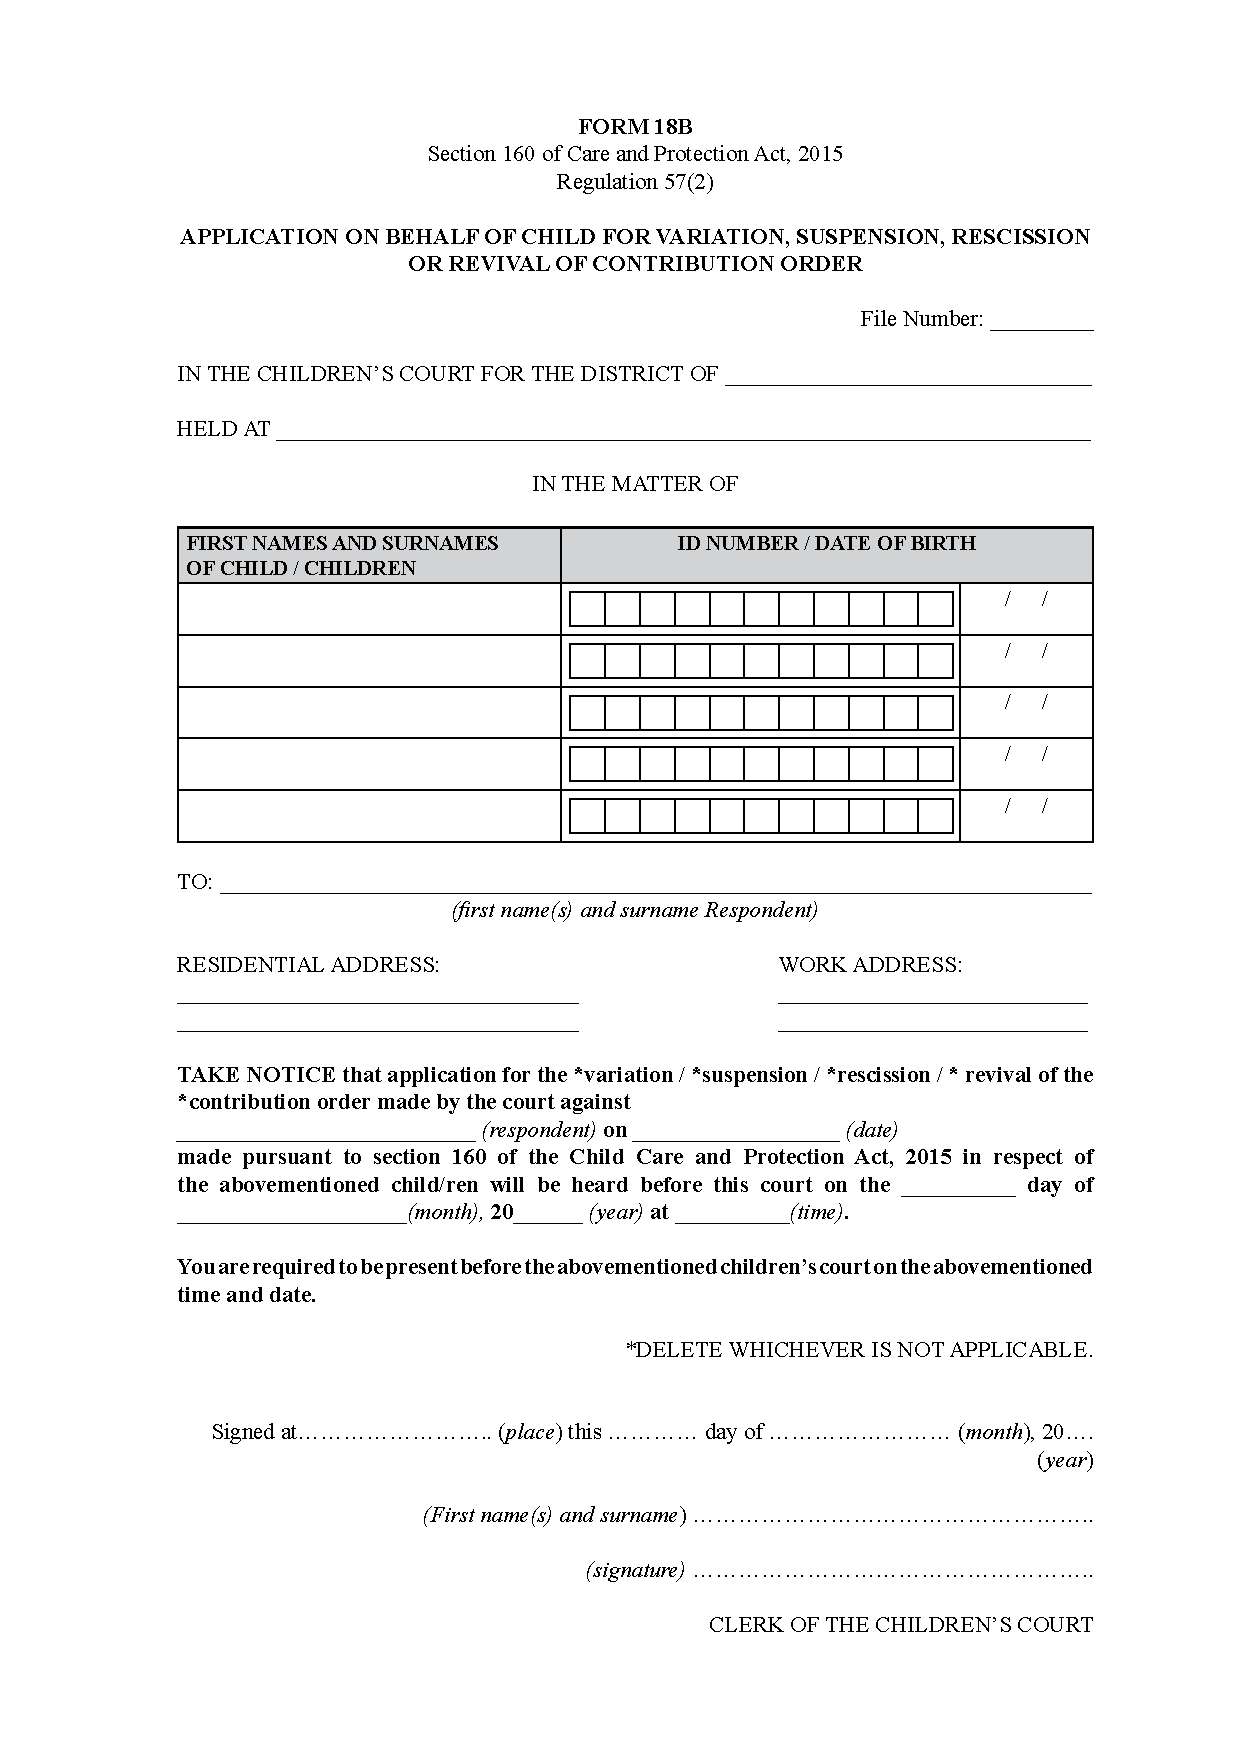 FORM 18B
Section 160 of Care and Protection Act, 2015
Regulation 57(2)
APPLICATION ON BEHALF OF CHILD FOR VARIATION, SUSPENSION, RESCISSION
OR REVIVAL OF CONTRIBUTION ORDER
File Number: _________
IN THE CHILDREN’S COURT FOR THE DISTRICT OF ________________________________
HELD AT _______________________________________________________________________
IN THE MATTER OF
FIRST NAMES AND SURNAMES
OF CHILD / CHILDREN
ID NUMBER / DATE OF BIRTH
/ /
/ /
/ /
/ /
/ /
TO: ____________________________________________________________________________
(first name(s) and surname Respondent)
RESIDENTIAL ADDRESS: WORK ADDRESS:
___________________________________ ___________________________
___________________________________ ___________________________
TAKE NOTICE that application for the *variation / *suspension / *rescission / * revival of the
*contribution order made by the court against
__________________________ (respondent) on __________________ (date)
made pursuant to section 160 of the Child Care and Protection Act, 2015 in respect of
the abovementioned child/ren will be heard before this court on the __________ day of
____________________(month), 20______ (year) at __________(time).
You are required to be present before the abovementioned children’s court on the abovementioned
time and date.
*DELETE WHICHEVER IS NOT APPLICABLE.
Signed at…………………….. (place) this ………… day of …………………… (month), 20….
(year)
(First name(s) and surname) ……………………………………………..
(signature) ……………………………………………..
CLERK OF THE CHILDREN’S COURT